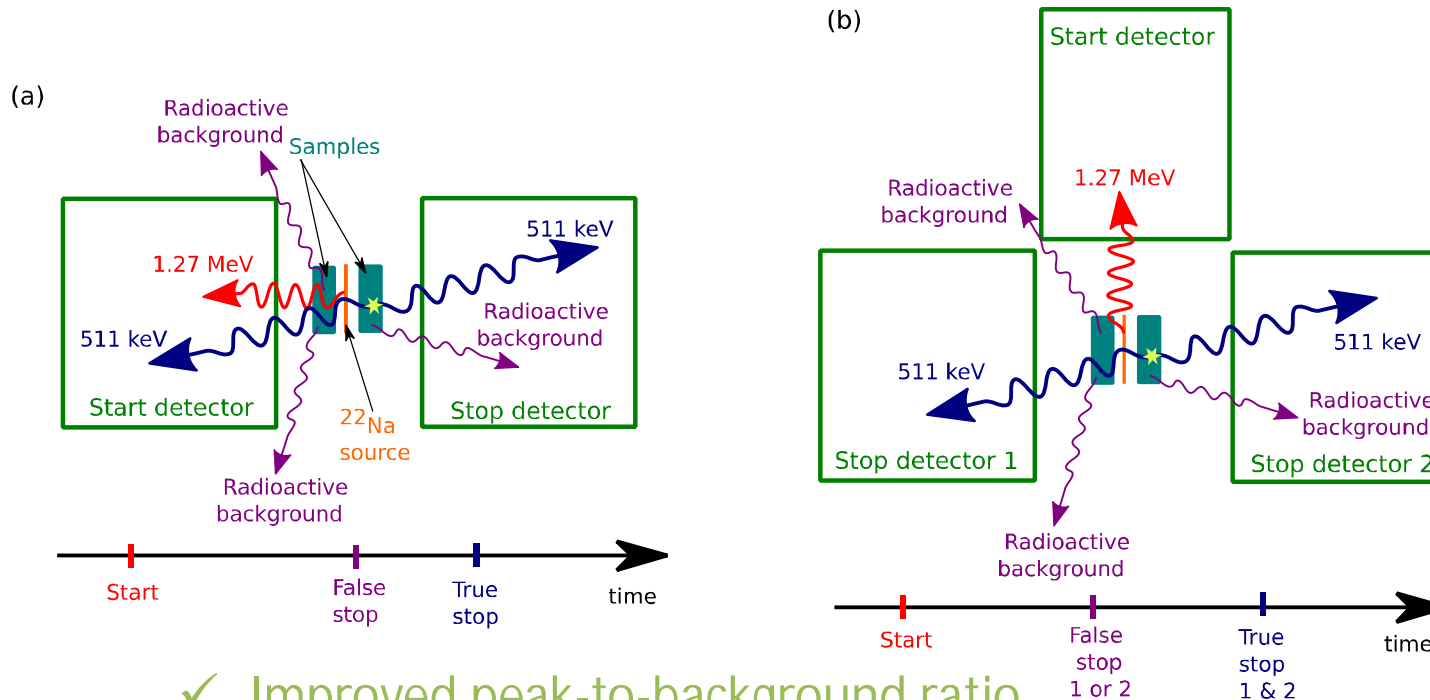 (a)
Radioactive
background
Samples
511 keV
1.27 MeV
Radioactive
background
511 keV
Start detector
Stop detector
22Na
source
Radioactive
background
Start
False
stop
True
stop
time
(b)
Start detector
1.27 MeV
Radioactive
background
511 keV
511 keV
Radioactive
background
Stop detector 1
Stop detector 2
Radioactive
background
Start
False
stop
1 or 2
True
stop
1 & 2
time
✓ Improved peak-to-background ratio